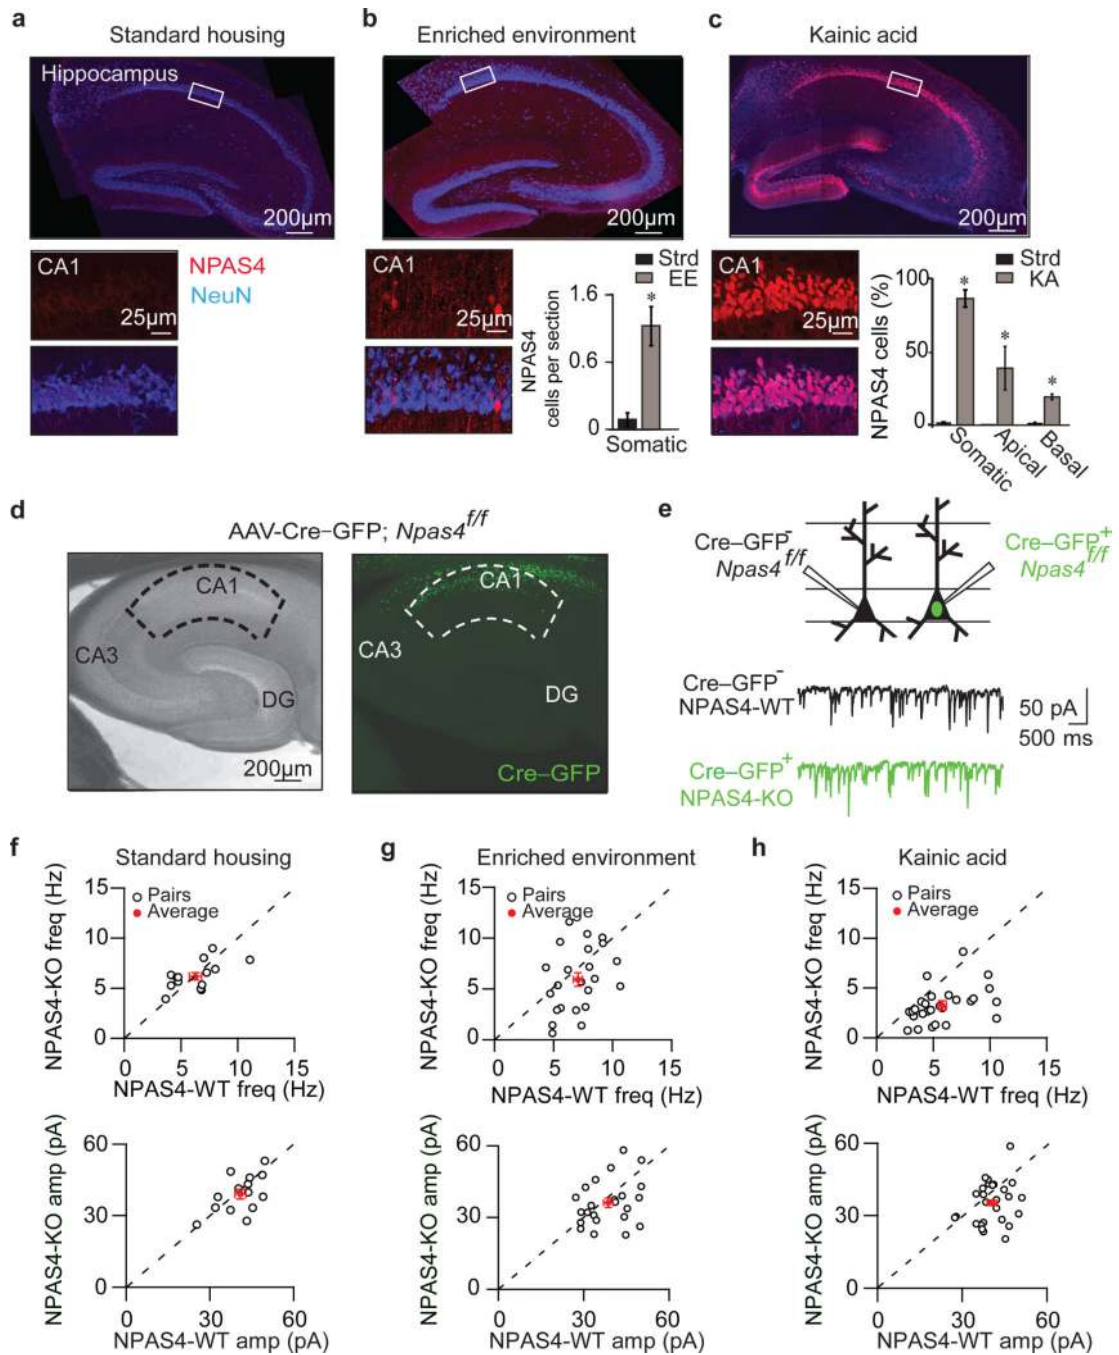 a
Standard housing
Hippocampus
200µm
CA1
25µm
NPAS4
NeuN
b
Enriched environment
200µm
CA1
25µm
Strd
EE
NPAS4
cells per section
1.6
0.6
0
*
Somatic
c
Kainic acid
200µm
CA1
25µm
Strd
KA
NPAS4 cells (%)
100
50
0
*
*
*
Somatic
Apical
Basal
d
AAV-Cre–GFP; Npas4f/f
CA1
CA3
DG
200µm
CA1
CA3
DG
Cre–GFP
e
Cre–GFP-
Npas4f/f
Cre–GFP+
Npas4f/f
Cre–GFP-
NPAS4-WT
50 pA
500 ms
Cre–GFP+
NPAS4-KO
f
Standard housing
NPAS4-KO freq (Hz)
15
10
5
0
Pairs
Average
0 5 10 15
NPAS4-WT freq (Hz)
NPAS4-KO amp (pA)
60
30
0
0 30 60
NPAS4-WT amp (pA)
g
Enriched environment
NPAS4-KO freq (Hz)
15
10
5
0
Pairs
Average
0 5 10 15
NPAS4-WT freq (Hz)
NPAS4-KO amp (pA)
60
30
0
0 30 60
NPAS4-WT amp (pA)
h
Kainic acid
NPAS4-KO freq (Hz)
15
10
5
0
Pairs
Average
0 5 10 15
NPAS4-WT freq (Hz)
NPAS4-KO amp (pA)
60
30
0
0 30 60
NPAS4-WT amp (pA)